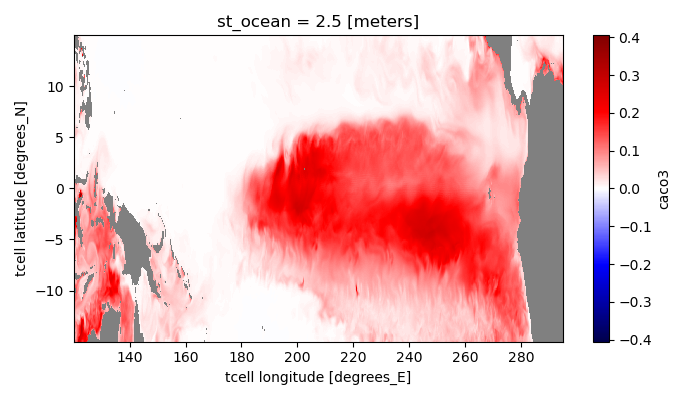 st_ocean = 2.5 [meters]
10
5
0
−5
−10
tcell latitude [degrees_N]
140 160 180 200 220 240 260 280
tcell longitude [degrees_E]
0.4
0.3
0.2
0.1
0.0
−0.1
−0.2
−0.3
−0.4
caco3